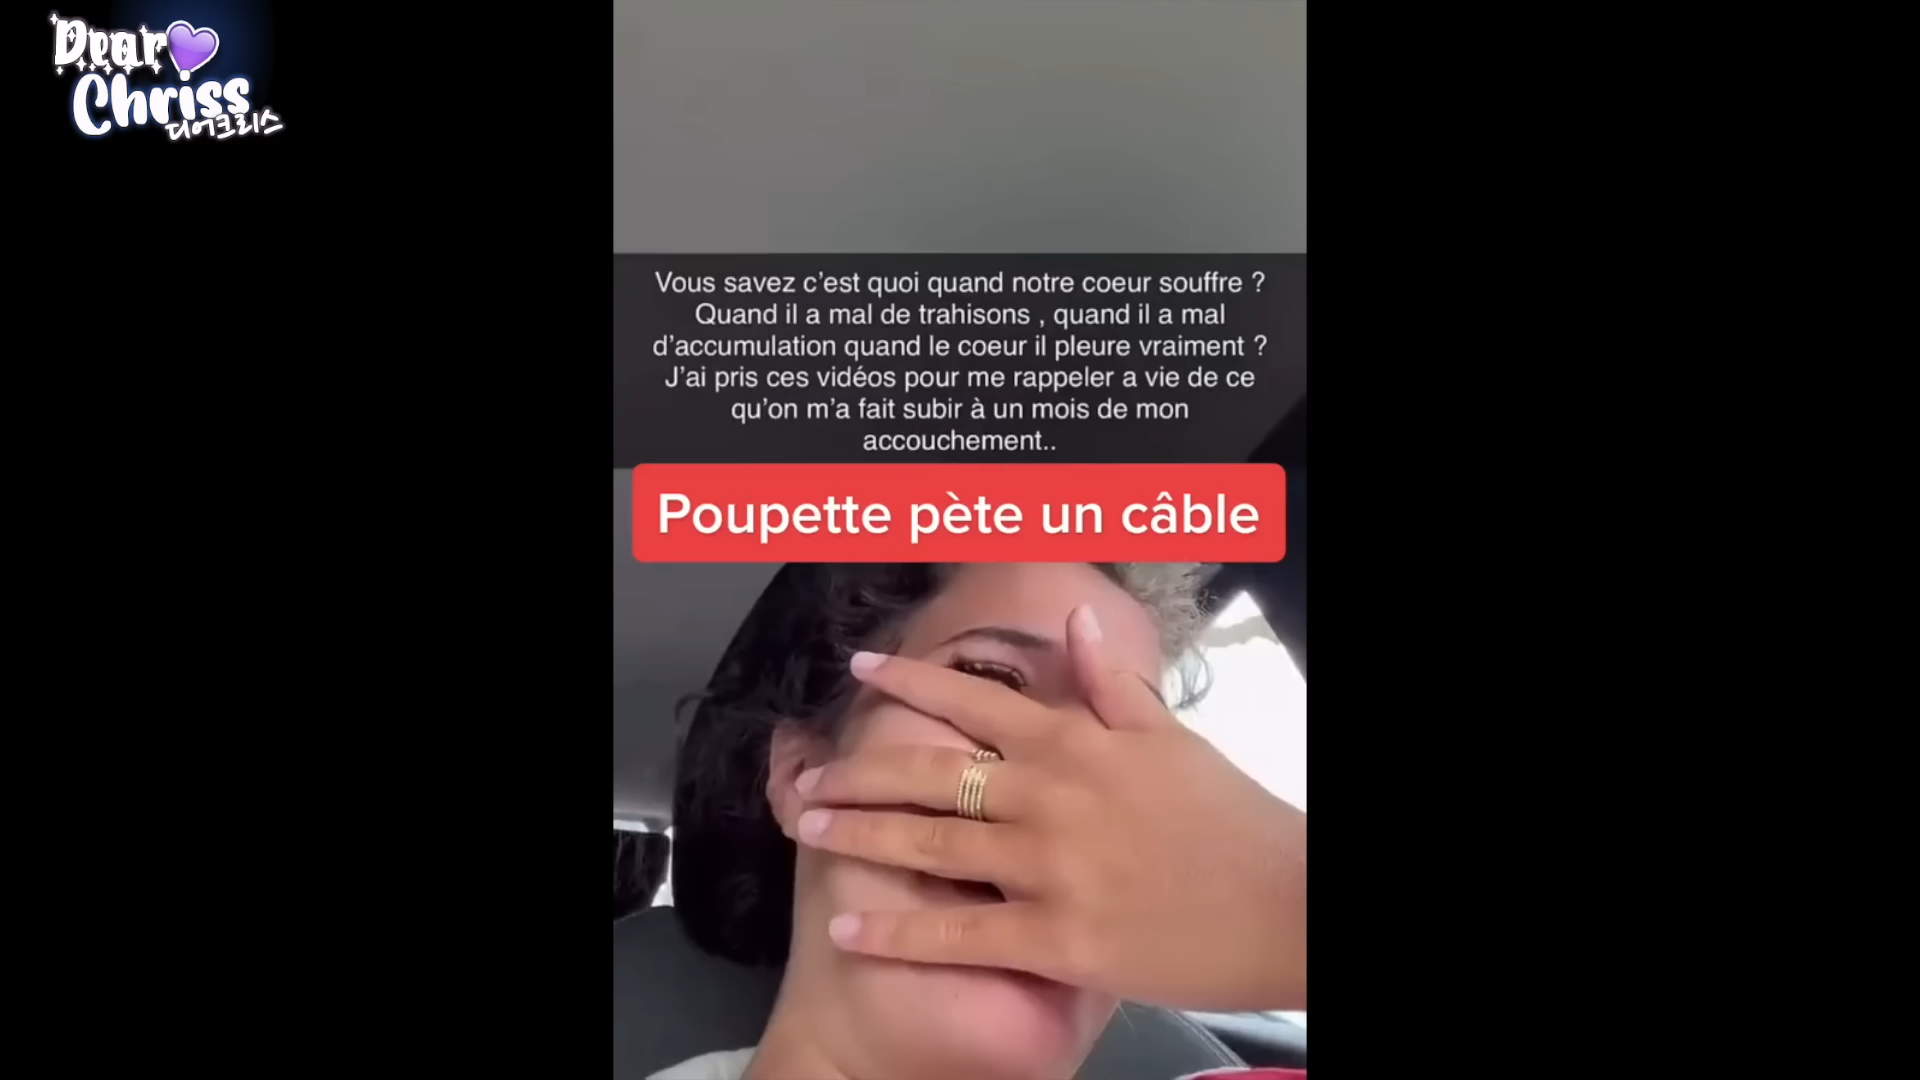 Dear
Chriss
디어크리스
Vous savez c’est quoi quand notre coeur souffre ?
Quand il a mal de trahisons , quand il a mal
d’accumulation quand le coeur il pleure vraiment ?
J’ai pris ces vidéos pour me rappeler a vie de ce
qu’on m’a fait subir à un mois de mon
accouchement..
Poupette pète un câble